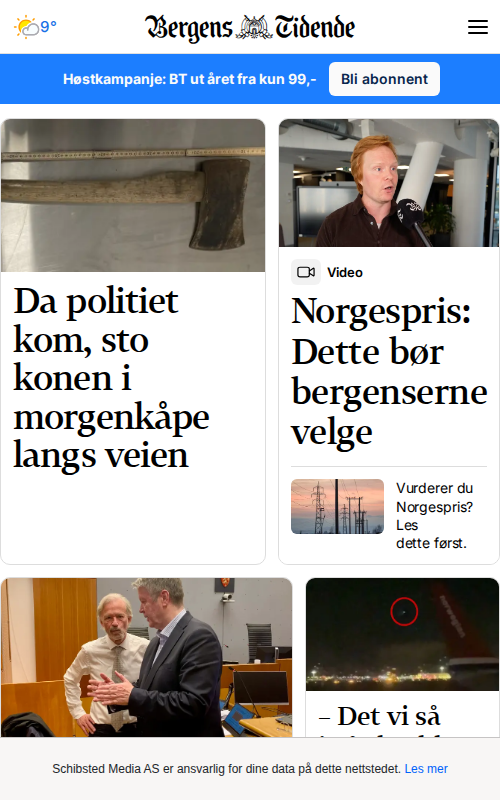 9°
Bergens Tidende
Høstkampanje: BT ut året fra kun 99,-
Bli abonnent
Da politiet
kom, sto
konen i
morgenkåpe
langs veien
Video
Norgespris:
Dette bør
bergenserne
velge
Vurderer du
Norgespris?
Les
dette først.
– Det vi så
Schibsted Media AS er ansvarlig for dine data på dette nettstedet. Les mer